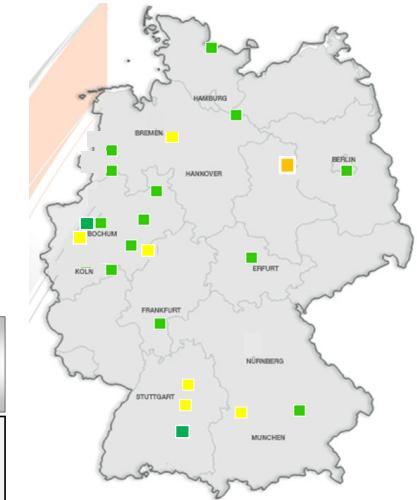 HAMBURG
BREMEN
BERLIN
HANNOVER
BOCHUM
KÖLN
ERFURT
FRANKFURT
NÜRNBERG
STUTTGART
MUNCHEN